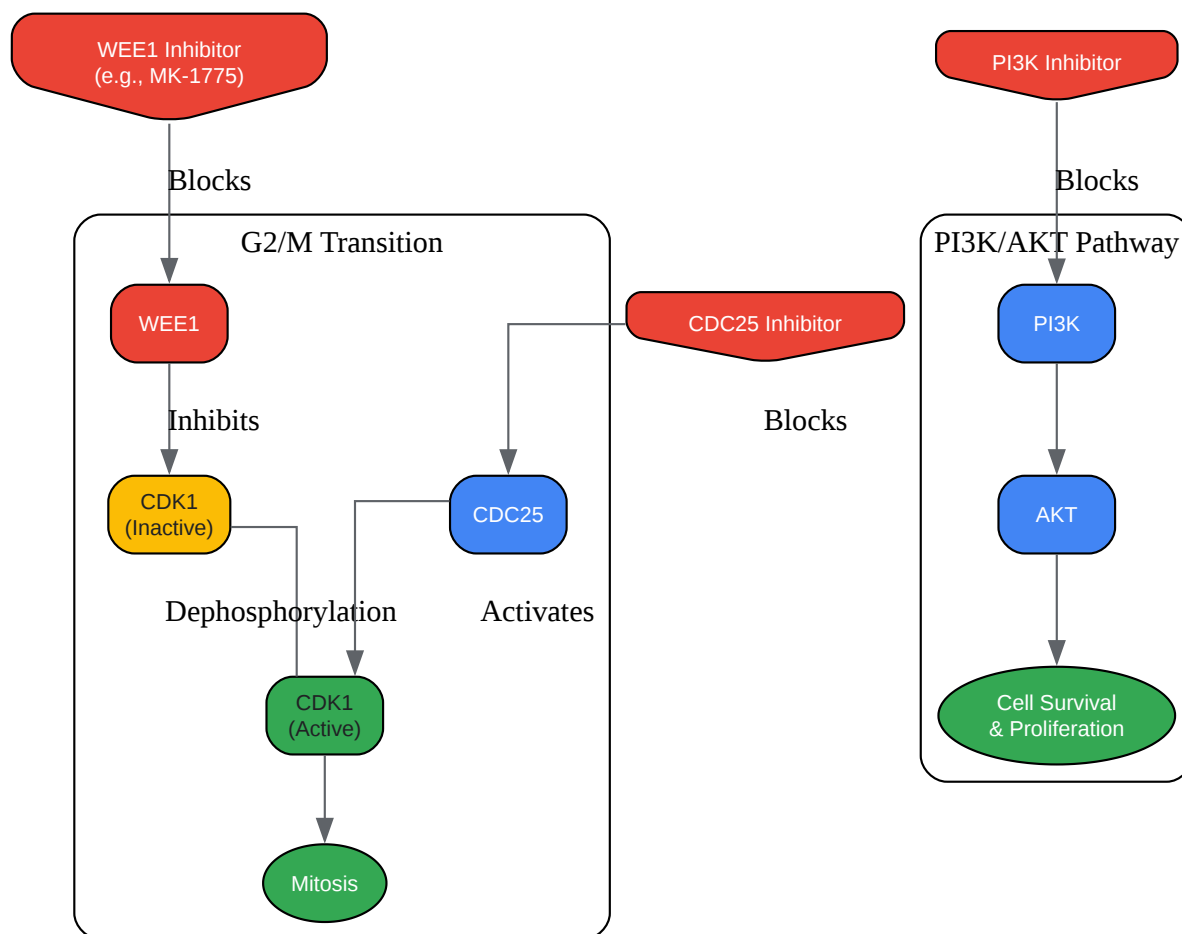 WEE1 Inhibitor
(e.g., MK-1775)
PI3K Inhibitor
Blocks
Blocks
G2/M Transition
PI3K/AKT Pathway
WEE1
CDC25 Inhibitor
PI3K
Inhibits
Blocks
CDK1
(Inactive)
CDC25
AKT
Dephosphorylation
Activates
CDK1
(Active)
Cell Survival
& Proliferation
Mitosis